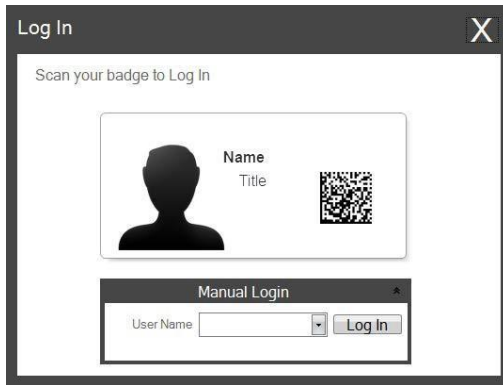 Log In
X
Scan your badge to Log In
Name
Title
Manual Login
User Name
Log In